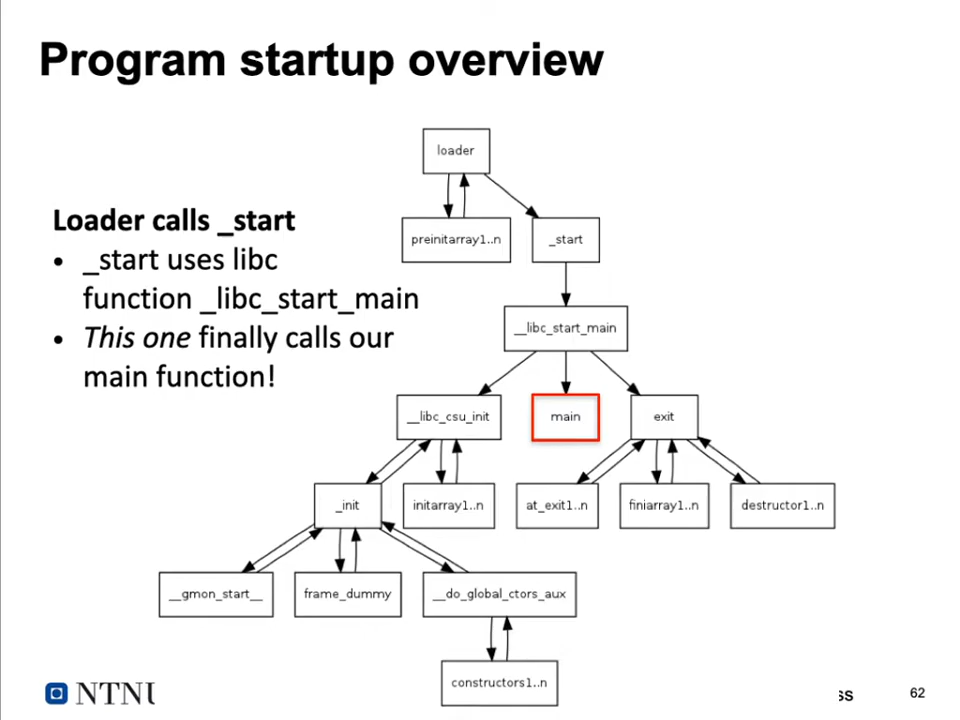 Program startup overview
loader
Loader calls _start
• _start uses libc
function _libc_start_main
• This one finally calls our
main function!
preinitarray1..n
_start
__libc_start_main
__libc_csu_init
main
exit
_init
initarray1..n
at_exit1..n
finiarray1..n
destructor1..n
__gmon_start__
frame_dummy
__do_global_ctors_aux
constructors1..n
NTNU
ss
62